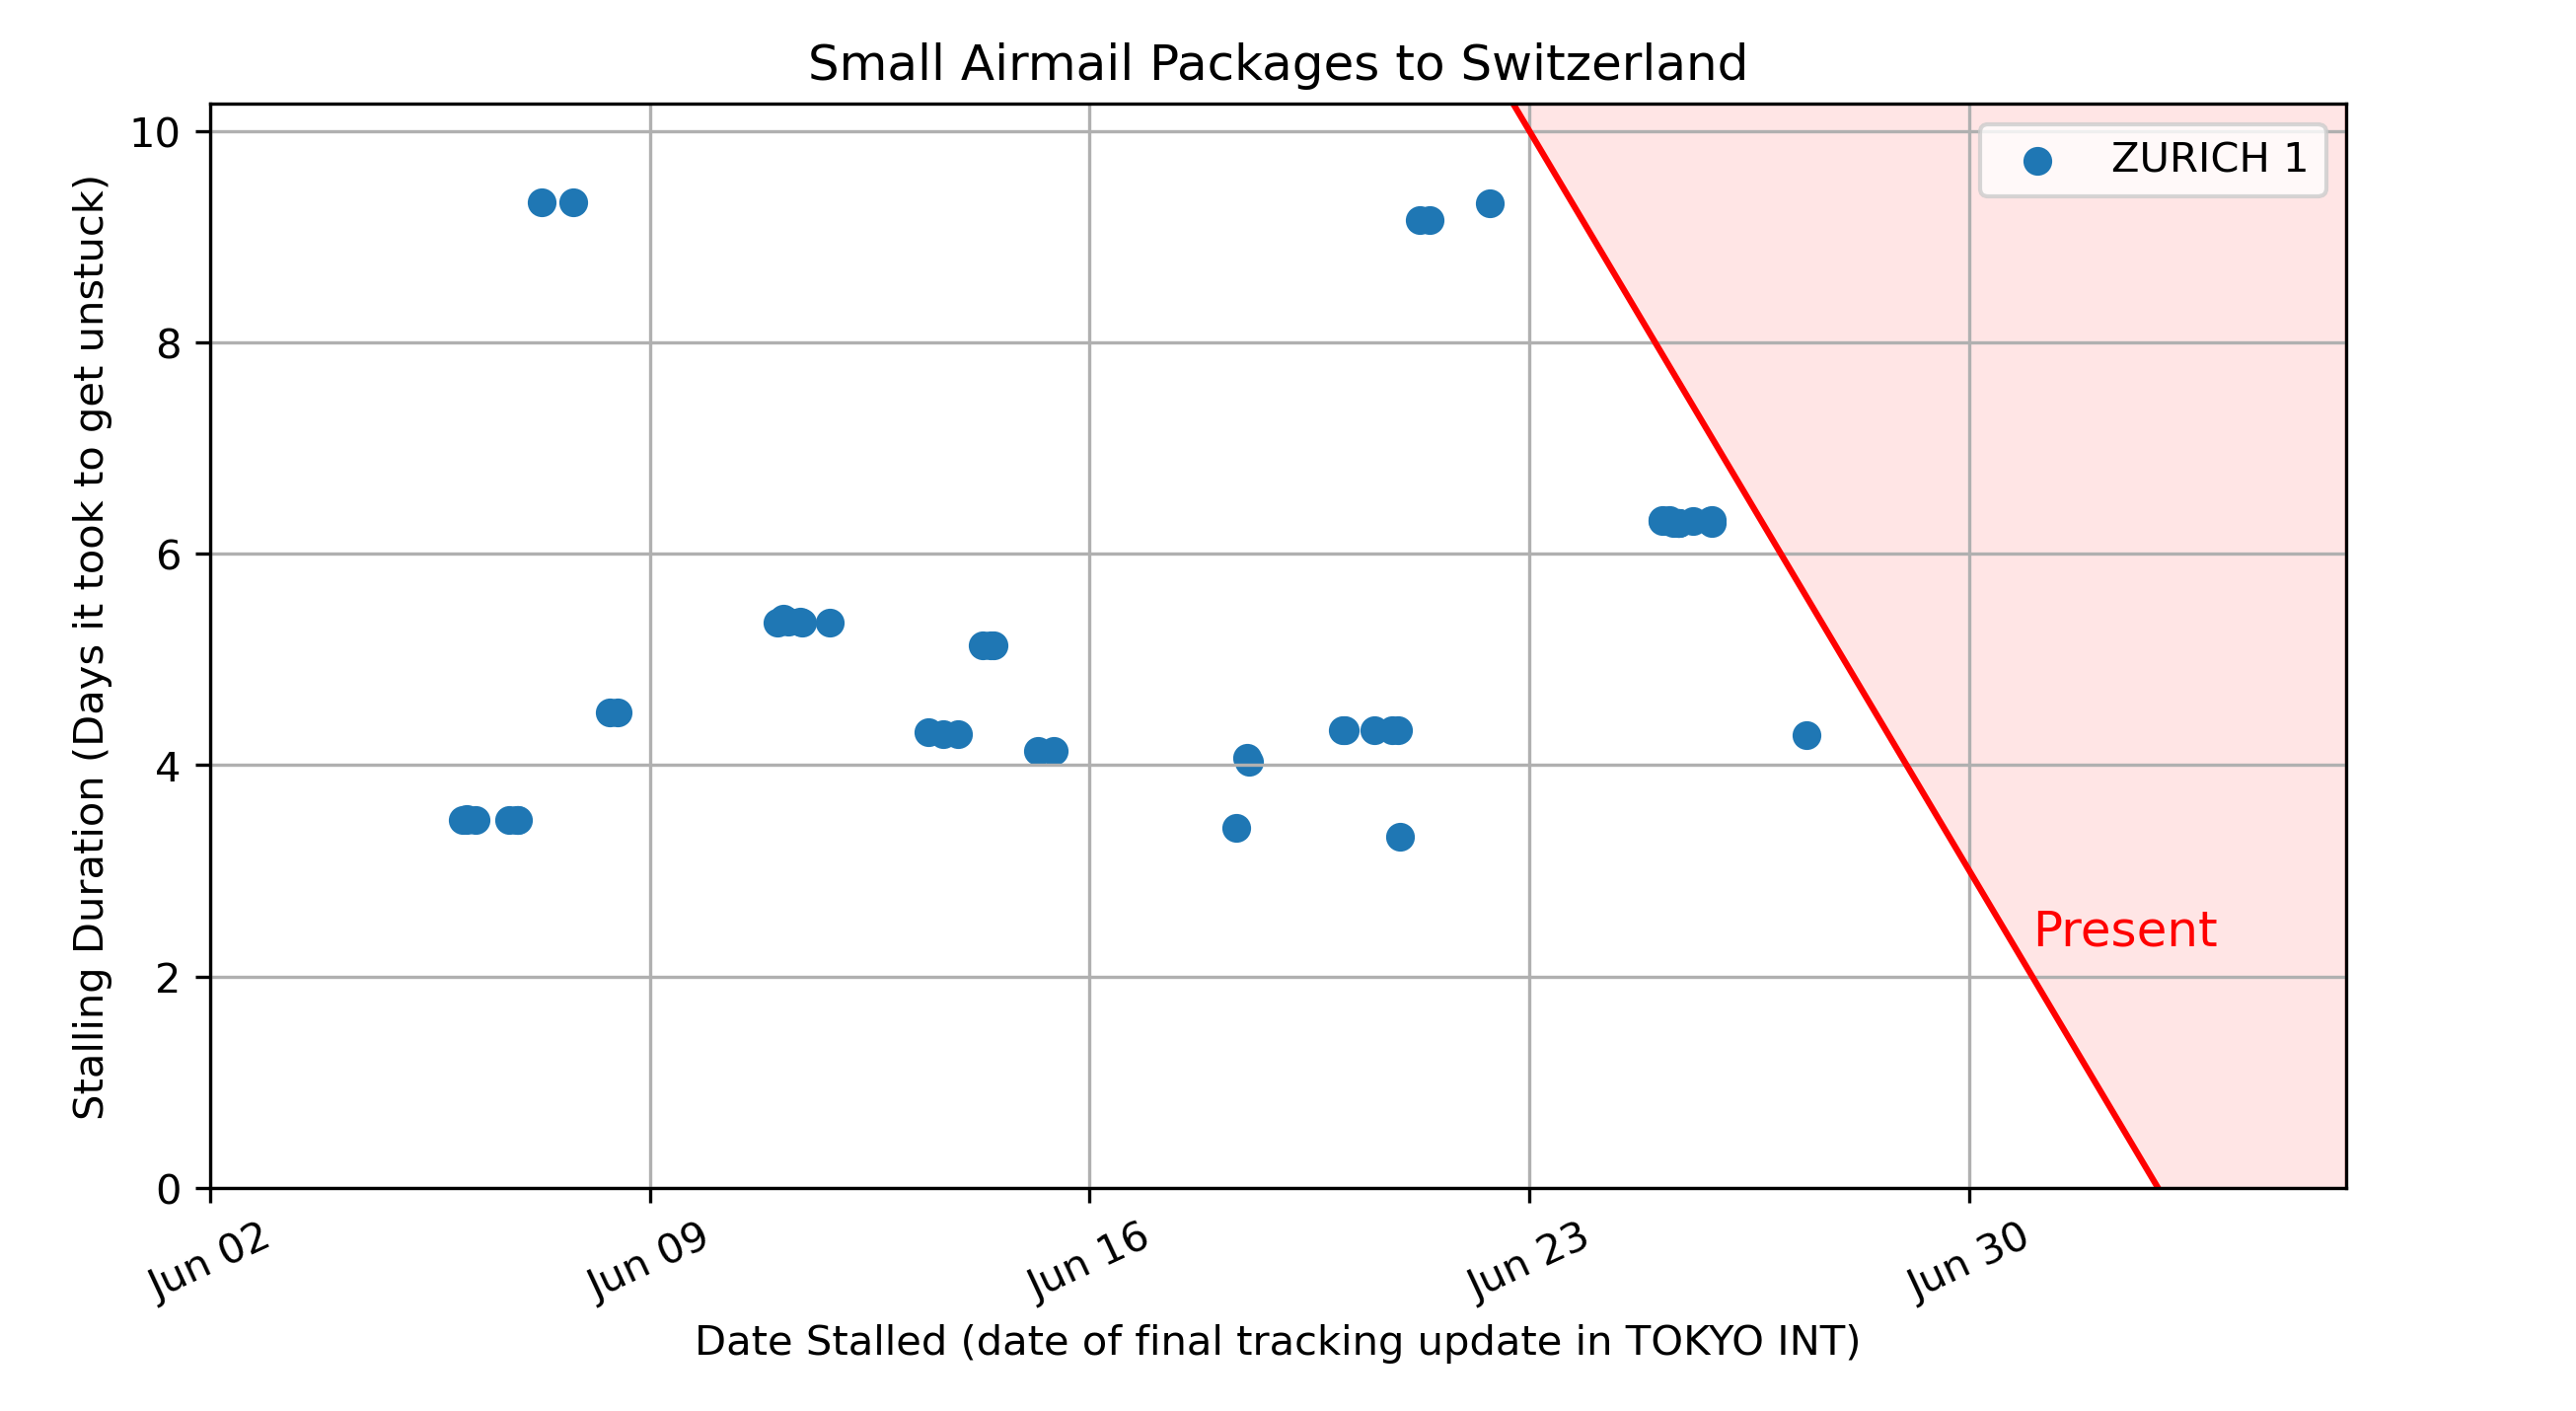 Small Airmail Packages to Switzerland
Stalling Duration (Days it took to get unstuck)
10
8
6
4
2
0
ZURICH 1
Present
Jun 02
Jun 09
Jun 16
Jun 23
Jun 30
Date Stalled (date of final tracking update in TOKYO INT)